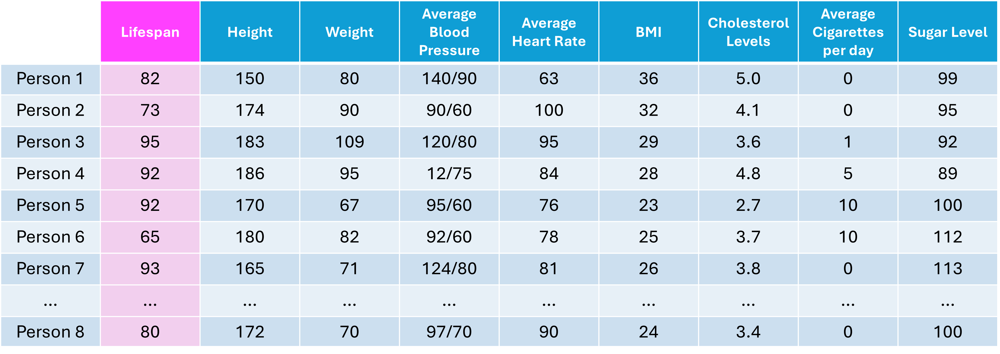 Lifespan Height Weight Average Blood Pressure Average Heart Rate BMI Cholesterol Levels Average Cigarettes per day Sugar Level
Person 1 82 150 80 140/90 63 36 5.0 0 99
Person 2 73 174 90 90/60 100 32 4.1 0 95
Person 3 95 183 109 120/80 95 29 3.6 1 92
Person 4 92 186 95 12/75 84 28 4.8 5 89
Person 5 92 170 67 95/60 76 23 2.7 10 100
Person 6 65 180 82 92/60 78 25 3.7 10 112
Person 7 93 165 71 124/80 81 26 3.8 0 113
... ... ... ... ... ... ... ... ... ...
Person 8 80 172 70 97/70 90 24 3.4 0 100